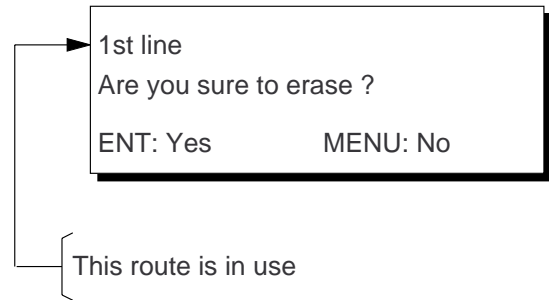 1st line
Are you sure to erase ?
ENT: Yes MENU: No
This route is in use